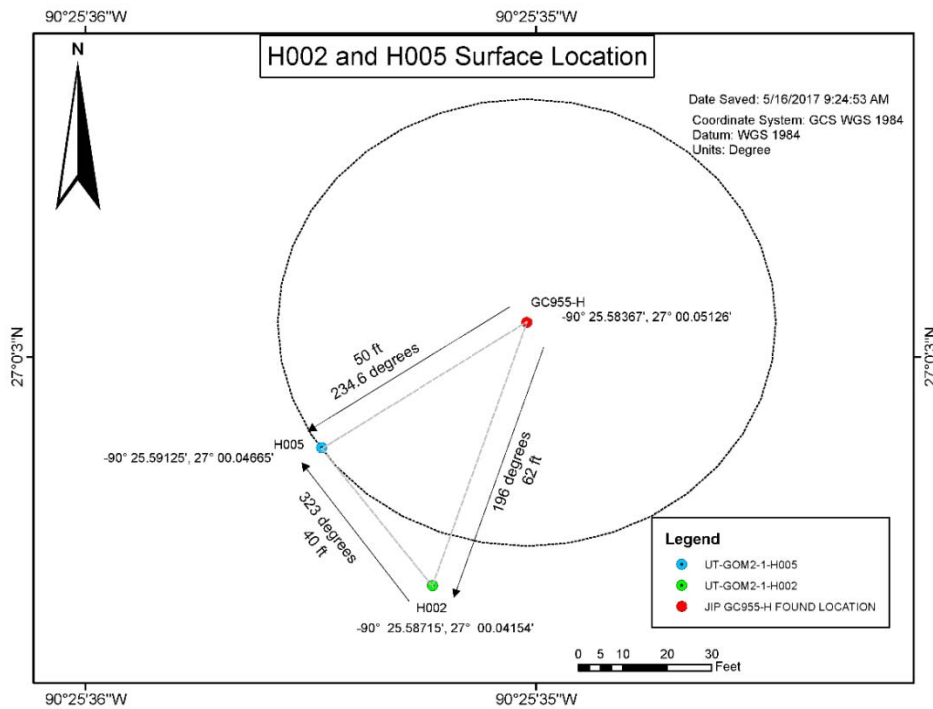 90°25'36"W
90°25'35"W
N
H002 and H005 Surface Location
Date Saved: 5/16/2017 9:24:53 AM
Coordinate System: GCS WGS 1984
Datum: WGS 1984
Units: Degree
GC955-H
-90° 25.58367', 27° 00.05126'
27°0'3"N
27°0'3"N
50 ft
234.6 degrees
H005
-90° 25.59125', 27° 00.04665'
196 degrees
62 ft
323 degrees
40 ft
H002
-90° 25.58715', 27° 00.04154'
Legend
UT-GOM2-1-H005
UT-GOM2-1-H002
JIP GC955-H FOUND LOCATION
0 5 10 20 30
Feet
90°25'36"W
90°25'35"W